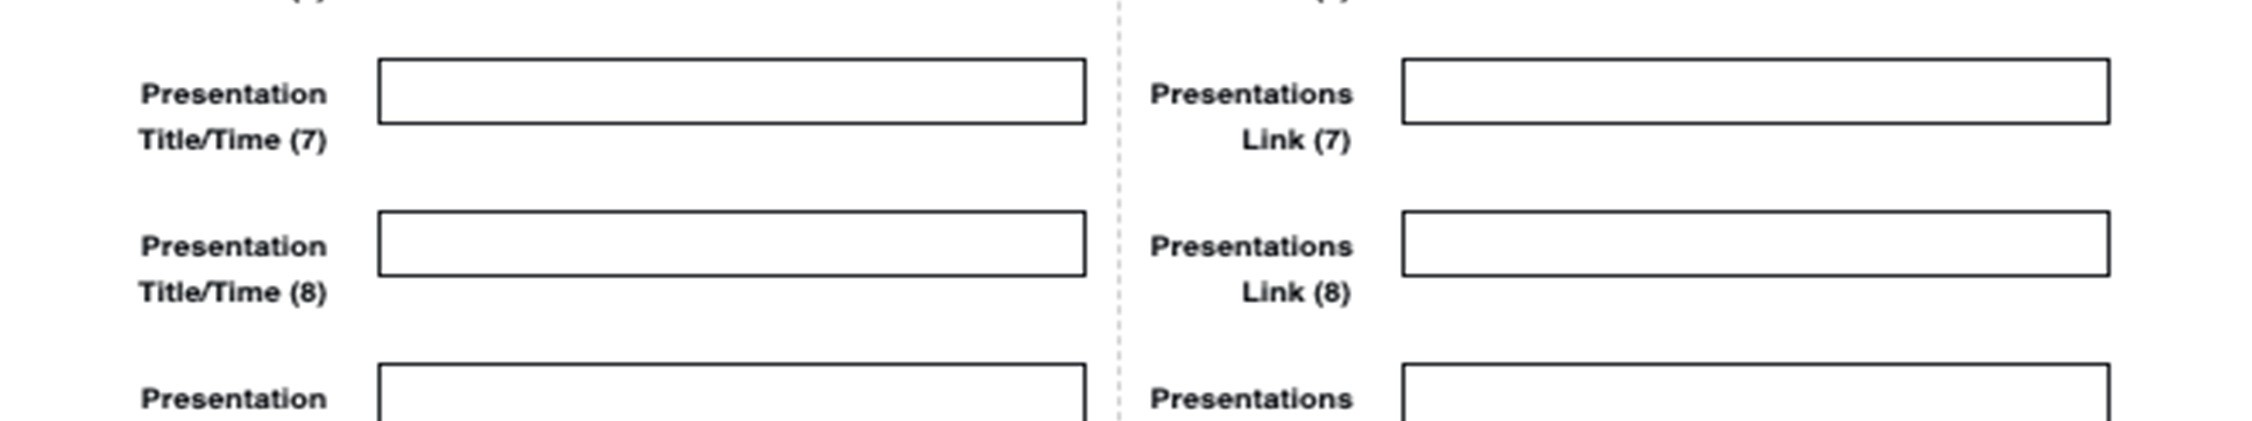 Presentation
Title/Time (7)
Presentations
Link (7)
Presentation
Title/Time (8)
Presentations
Link (8)
Presentation
Presentations